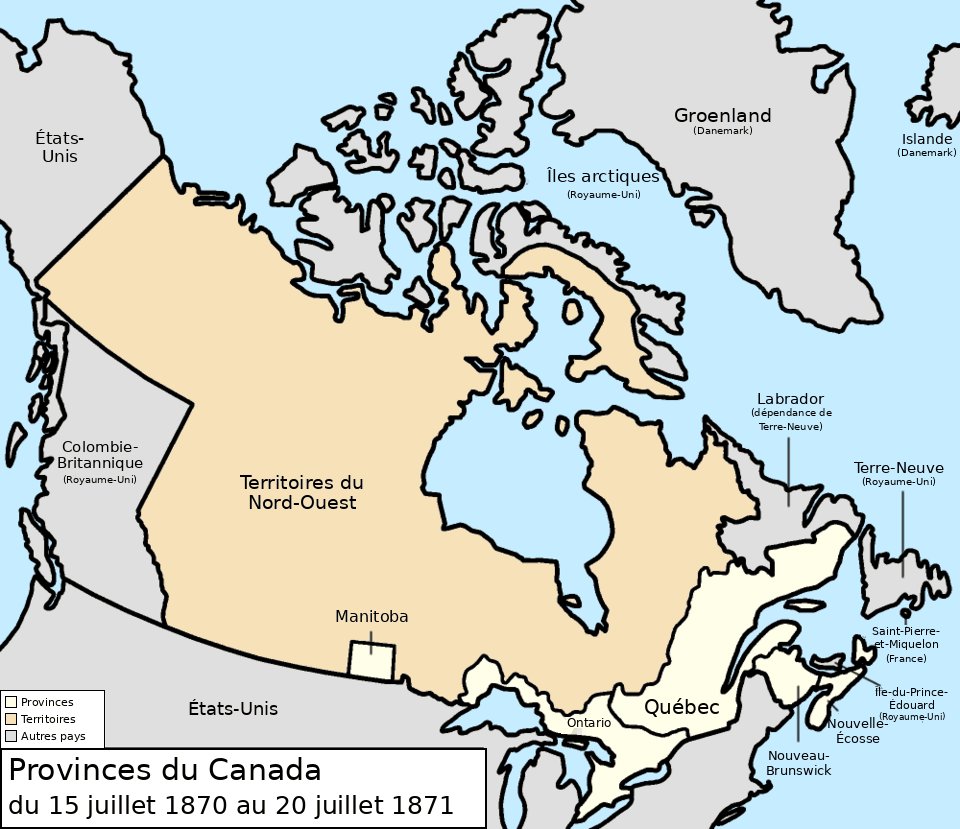 États-
Unis
Groenland
(Danemark)
Islande
(Danemark)
Îles arctiques
(Royaume-Uni)
Labrador
(dépendance de
Terre-Neuve)
Colombie-
Britannique
(Royaume-Uni)
Terre-Neuve
(Royaume-Uni)
Territoires du
Nord-Ouest
Manitoba
Saint-Pierre-
et-Miquelon
(France)
Île-du-Prince-
Édouard
(Royaume-Uni)
Québec
Ontario
Nouvelle-
Écosse
Nouveau-
Brunswick
États-Unis
Provinces
Territoires
Autres pays
Provinces du Canada
du 15 juillet 1870 au 20 juillet 1871